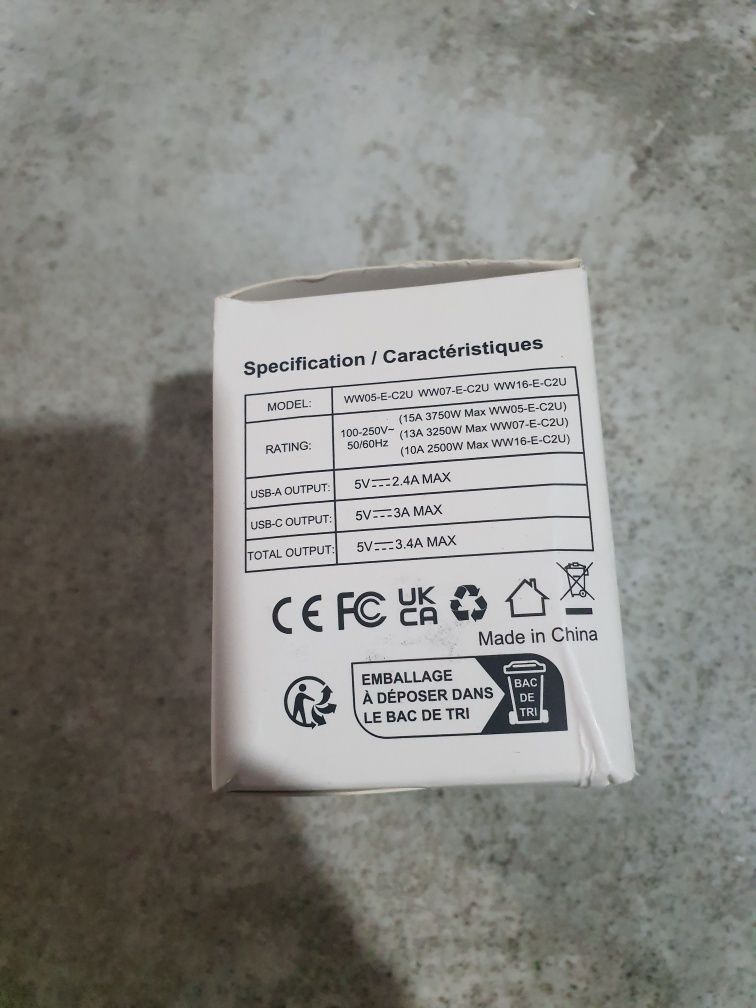 Specification / Caractéristiques
MODEL: WW05-E-C2U WW07-E-C2U WW16-E-C2U
RATING: 100-250V~ 50/60Hz
(15A 3750W Max WW05-E-C2U)
(13A 3250W Max WW07-E-C2U)
(10A 2500W Max WW16-E-C2U)
USB-A OUTPUT: 5V⎓2.4A MAX
USB-C OUTPUT: 5V⎓3A MAX
TOTAL OUTPUT: 5V⎓3.4A MAX
CE FC UK CA
Made in China
EMBALLAGE
À DÉPOSER DANS
LE BAC DE TRI
BAC
DE
TRI